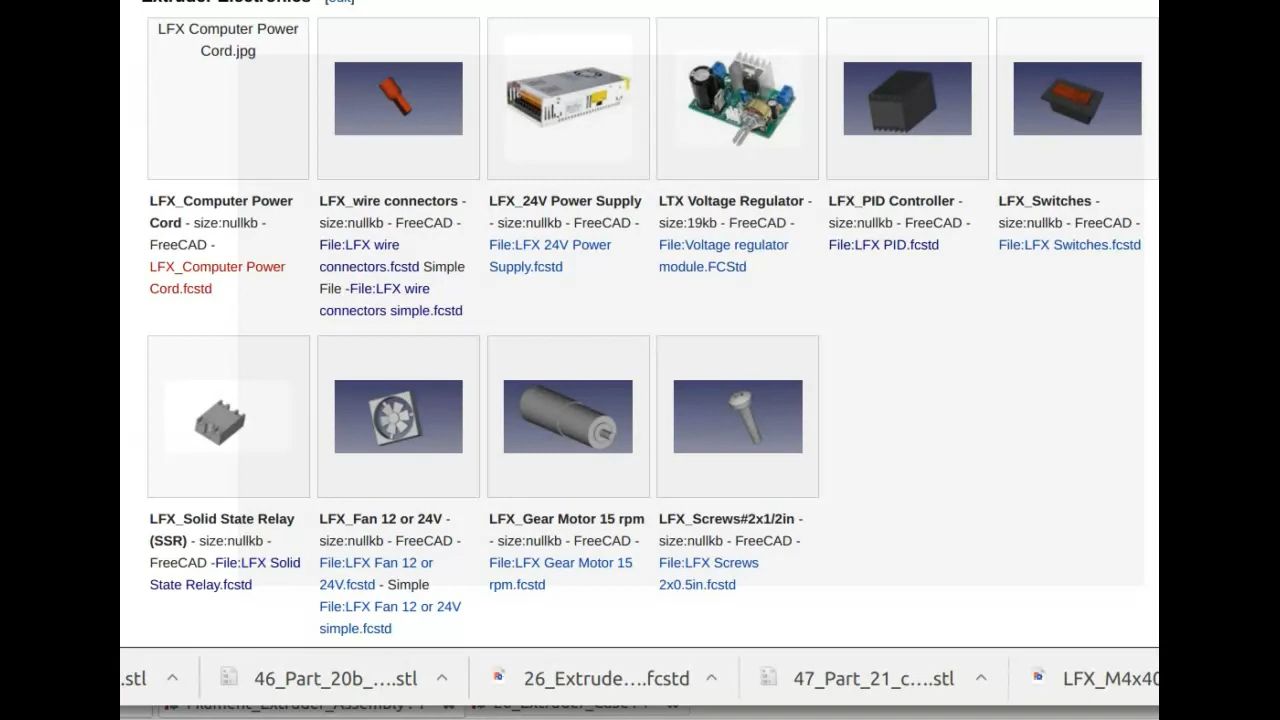 Extruder Electronics [edit]
LFX Computer Power
Cord.jpg
LFX_Computer Power
Cord - size:nullkb -
FreeCAD -
LFX_Computer Power
Cord.fcstd
LFX_wire connectors -
size:nullkb - FreeCAD -
File:LFX wire
connectors.fcstd Simple
File -File:LFX wire
connectors simple.fcstd
LFX_24V Power Supply
- size:nullkb - FreeCAD -
File:LFX 24V Power
Supply.fcstd
LTX Voltage Regulator -
size:19kb - FreeCAD -
File:Voltage regulator
module.FCStd
LFX_PID Controller -
size:nullkb - FreeCAD -
File:LFX PID.fcstd
LFX_Switches -
size:nullkb - FreeCAD -
File:LFX Switches.fcstd
LFX_Solid State Relay
(SSR) - size:nullkb -
FreeCAD -File:LFX Solid
State Relay.fcstd
LFX_Fan 12 or 24V -
size:nullkb - FreeCAD -
File:LFX Fan 12 or
24V.fcstd - Simple
File:LFX Fan 12 or 24V
simple.fcstd
LFX_Gear Motor 15 rpm
- size:nullkb - FreeCAD -
File:LFX Gear Motor 15
rpm.fcstd
LFX_Screws#2x1/2in -
size:nullkb - FreeCAD -
File:LFX Screws
2x0.5in.fcstd
.stl
46_Part_20b_....stl
26_Extrude....fcstd
47_Part_21_c....stl
LFX_M4x40